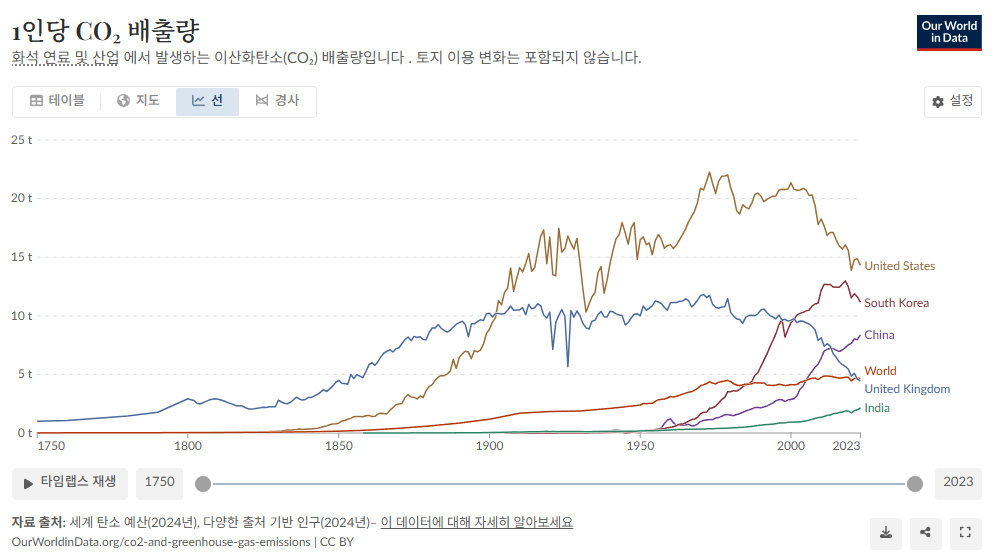 1인당 CO₂ 배출량
Our World
in Data
화석 연료 및 산업 에서 발생하는 이산화탄소(CO₂) 배출량입니다 . 토지 이용 변화는 포함되지 않습니다.
테이블 지도 선 경사
설정
25 t
20 t
15 t
10 t
5 t
0 t
United States
South Korea
China
World
United Kingdom
India
1750 1800 1850 1900 1950 2000 2023
타임랩스 재생 1750 2023
자료 출처: 세계 탄소 예산(2024년), 다양한 출처 기반 인구(2024년)– 이 데이터에 대해 자세히 알아보세요
OurWorldinData.org/co2-and-greenhouse-gas-emissions | CC BY